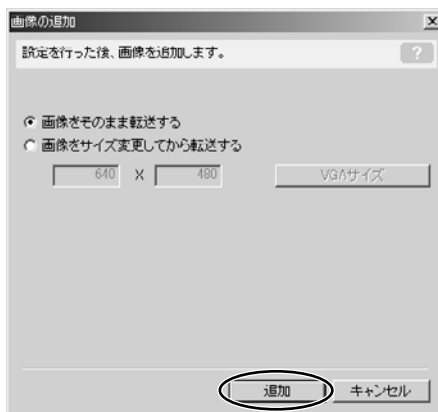 画像の追加
設定を行った後、画像を追加します。
?
画像をそのまま転送する
画像をサイズ変更してから転送する
640 X 480 VGAサイズ
追加 キャンセル